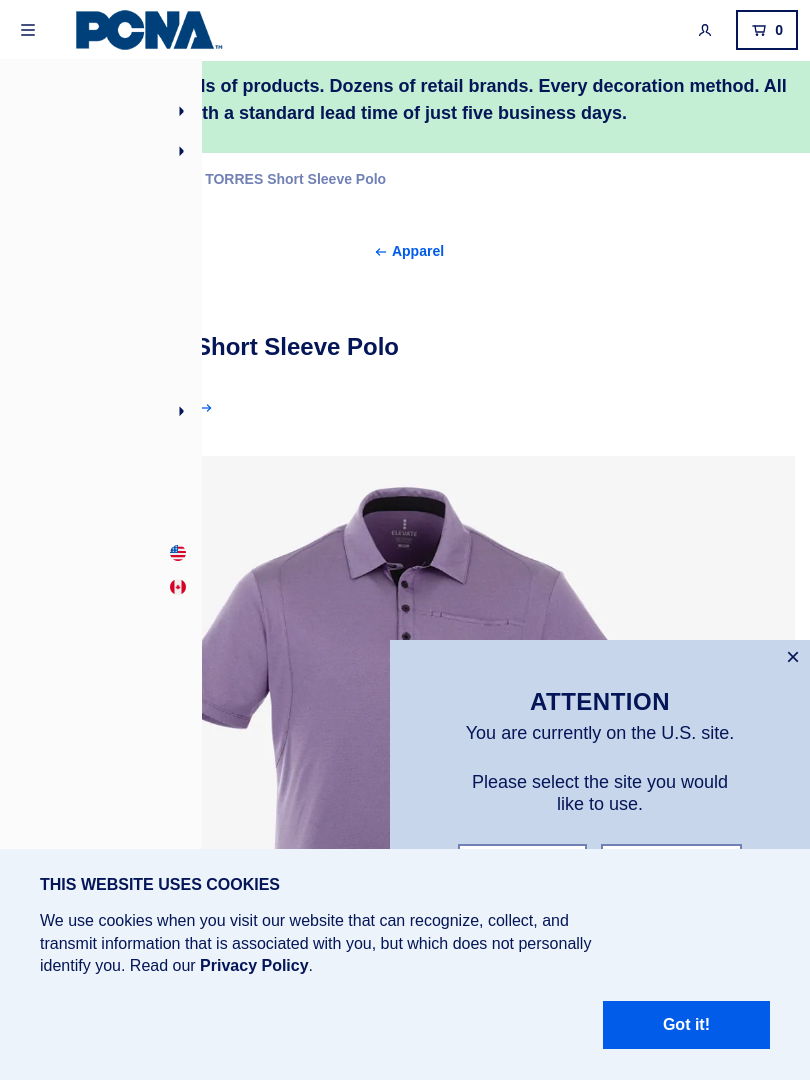 PCNA™
0
of products. Dozens of retail brands. Every decoration method. All
a standard lead time of just five business days.
TORRES Short Sleeve Polo
← Apparel
Short Sleeve Polo
→
ELEVATE
ATTENTION
You are currently on the U.S. site.
Please select the site you would
like to use.
THIS WEBSITE USES COOKIES
We use cookies when you visit our website that can recognize, collect, and
transmit information that is associated with you, but which does not personally
identify you. Read our Privacy Policy.
Got it!